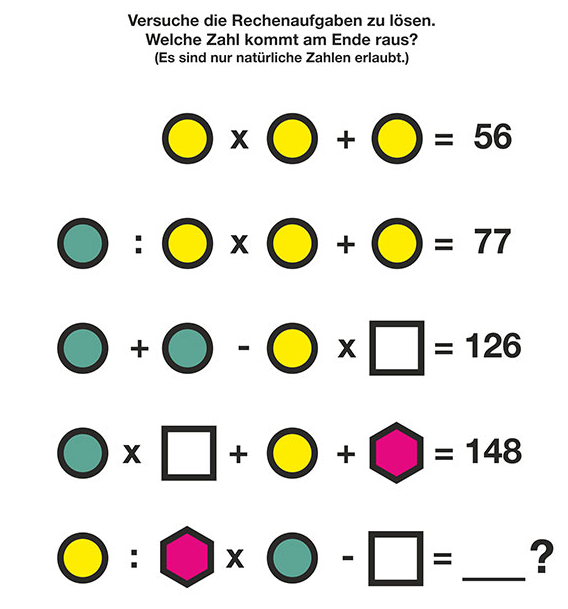 Versuche die Rechenaufgaben zu lösen.
Welche Zahl kommt am Ende raus?
(Es sind nur natürliche Zahlen erlaubt.)
x + = 56
: x + = 77
+ - x = 126
x + + = 148
: x - = ___?